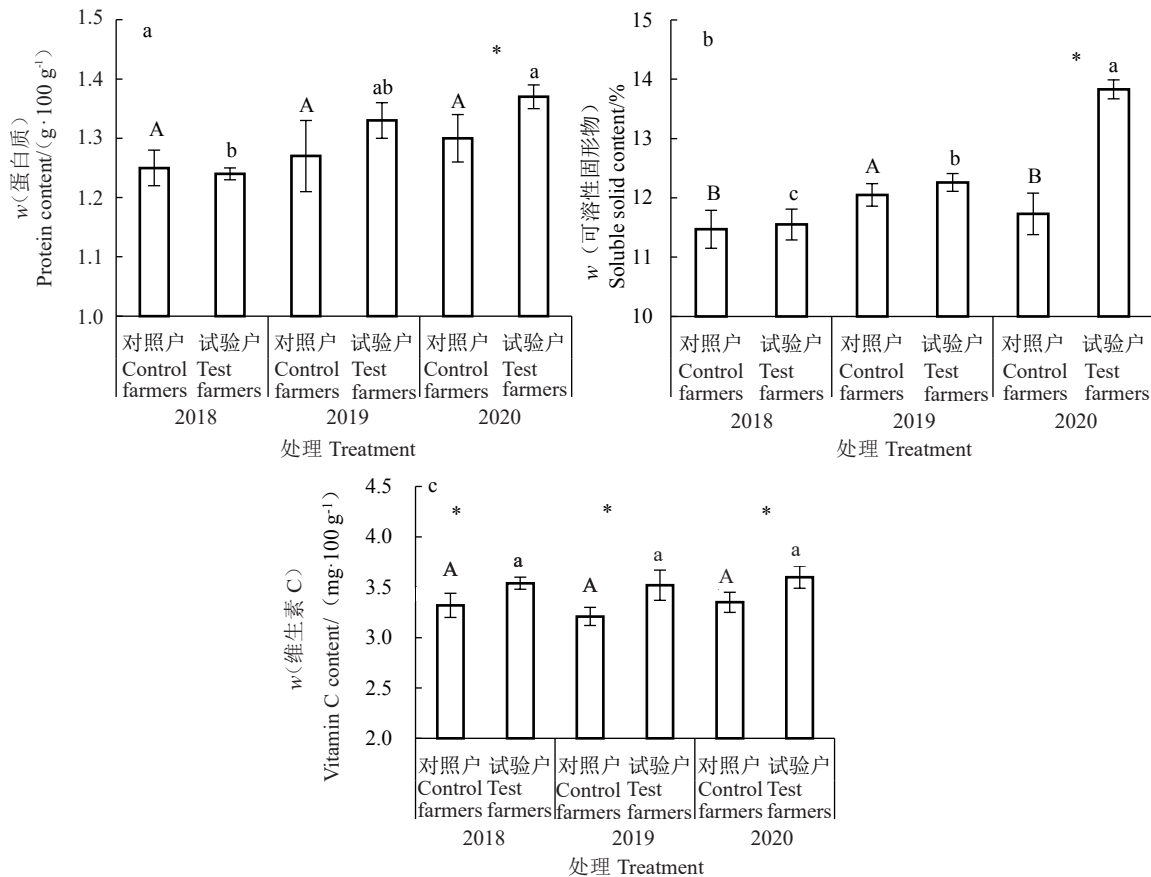 a
w(蛋白质)
Protein content/(g·100 g⁻¹)
1.5
1.4
1.3
1.2
1.1
1.0
A
b
A
ab
A
*
a
对照户 试验户 对照户 试验户 对照户 试验户
Control Test Control Test Control Test
farmers farmers farmers farmers farmers farmers
2018 2019 2020
处理 Treatment
b
w（可溶性固形物）
Soluble solid content/%
15
14
13
12
11
10
B
c
A
b
B
*
a
对照户 试验户 对照户 试验户 对照户 试验户
Control Test Control Test Control Test
farmers farmers farmers farmers farmers farmers
2018 2019 2020
处理 Treatment
c
w(维生素 C)
Vitamin C content/（mg·100 g⁻¹)
4.5
4.0
3.5
3.0
2.5
2.0
* * *
A
a
A
a
A
a
对照户 试验户 对照户 试验户 对照户 试验户
Control Test Control Test Control Test
farmers farmers farmers farmers farmers farmers
2018 2019 2020
处理 Treatment